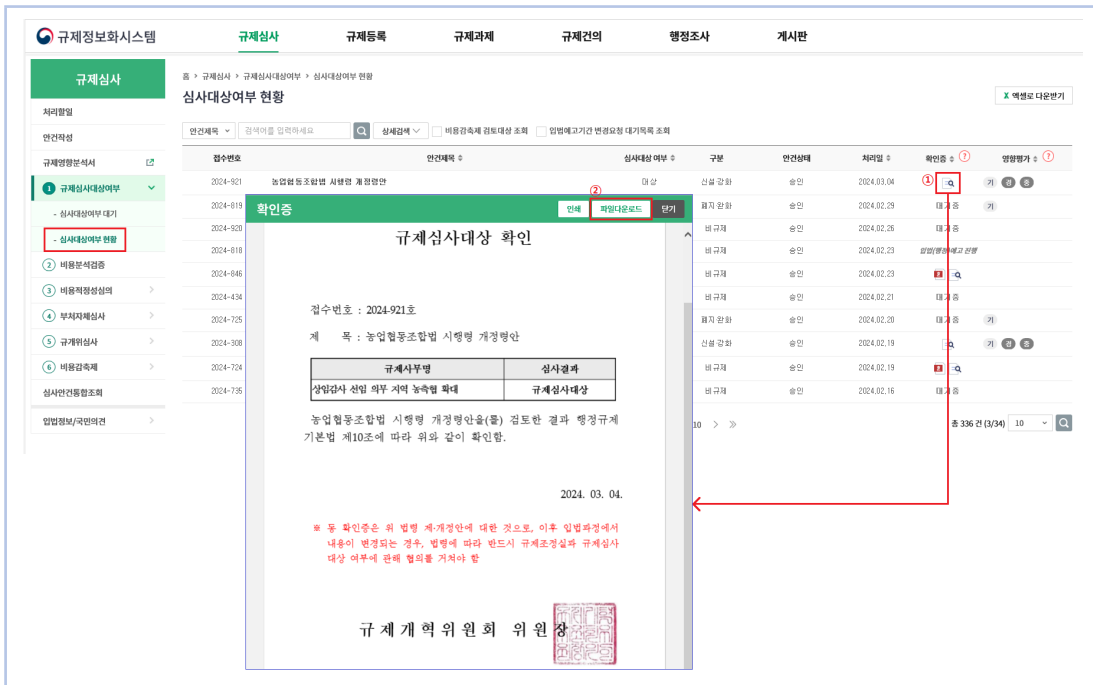 규제정보화시스템
규제심사 규제등록 규제과제 규제건의 행정조사 게시판
규제심사
처리할일
안건작성
규제영향분석서
1 규제심사대상여부
- 심사대상여부 대기
- 심사대상여부 현황
2 비용분석검증
3 비용적정성심의
4 부처자체심사
5 규개위심사
6 비용감축제
심사안건통합조회
입법정보/국민의견
홈 > 규제심사 > 규제심사대상여부 > 심사대상여부 현황
심사대상여부 현황
X 엑셀로 다운받기
안건제목 검색어를 입력하세요 상세검색 비용감축제 검토대상 조회 입법예고기간 변경요청 대기목록 조회
접수번호 안건제목 심사대상 여부 구분 안건상태 처리일 확인증 ? 영향평가 ?
2024-921 농업협동조합법 시행령 개정령안 대상 신설·강화 승인 2024.03.04 ① 기 경 중
2024-819 폐지·완화 승인 2024.02.29 대기중 기
2024-920 비규제 승인 2024.02.26 대기중
2024-818 비규제 승인 2024.02.23 입법(행정)예고 진행
2024-846 비규제 승인 2024.02.23
2024-434 비규제 승인 2024.02.21 대기중
2024-725 폐지·완화 승인 2024.02.20 대기중 기
2024-308 신설·강화 승인 2024.02.19 기 경 중
2024-724 비규제 승인 2024.02.19
2024-735 비규제 승인 2024.02.16 대기중
10 > ≫
총 336 건 (3/34) 10
②
확인증 인쇄 파일다운로드 닫기
규제심사대상 확인
접수번호 : 2024-921호
제 목 : 농업협동조합법 시행령 개정령안
규제사무명 심사결과
상임감사 선임 의무 지역 농축협 확대 규제심사대상
농업협동조합법 시행령 개정령안을(를) 검토한 결과 행정규제
기본법 제10조에 따라 위와 같이 확인함.
2024. 03. 04.
※ 동 확인증은 위 법령 제·개정안에 대한 것으로, 이후 입법과정에서
내용이 변경되는 경우, 법령에 따라 반드시 규제조정실과 규제심사
대상 여부에 관해 협의를 거쳐야 함
규제개혁위원회 위원장